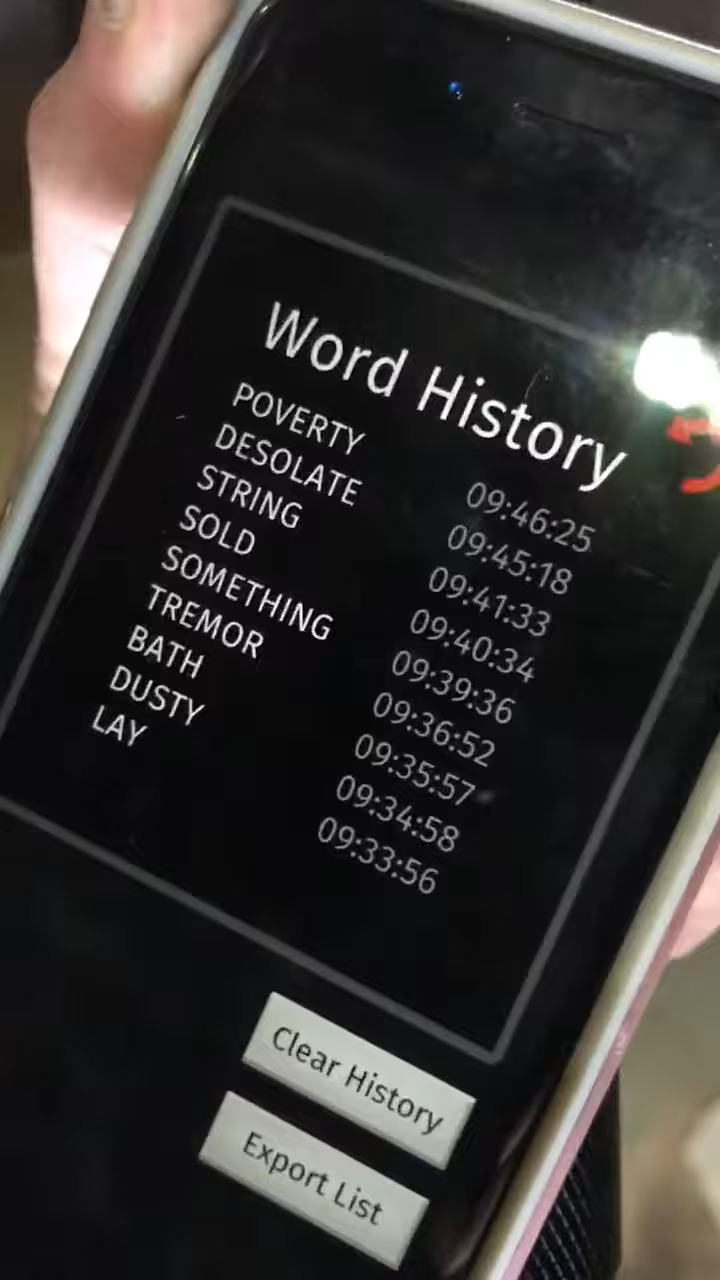 Word History
POVERTY 09:46:25
DESOLATE 09:45:18
STRING 09:41:33
SOLD 09:40:34
SOMETHING 09:39:36
TREMOR 09:36:52
BATH 09:35:57
DUSTY 09:34:58
LAY 09:33:56
Clear History
Export List